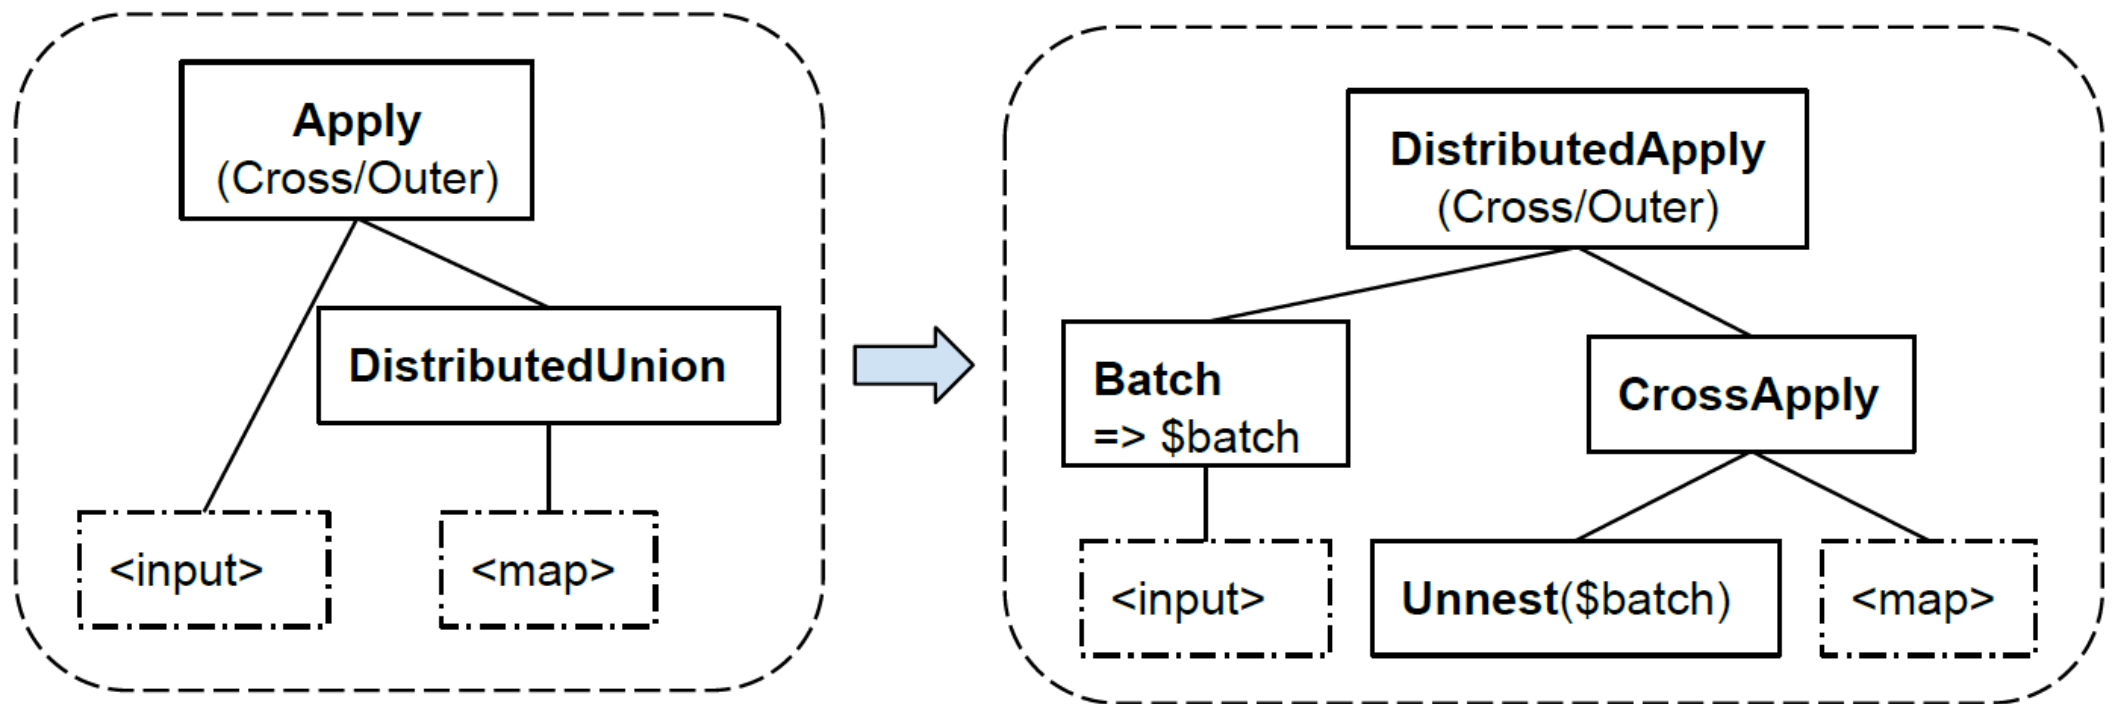 Apply
(Cross/Outer)
DistributedUnion
<input>
<map>
DistributedApply
(Cross/Outer)
Batch
=> $batch
CrossApply
<input>
Unnest($batch)
<map>